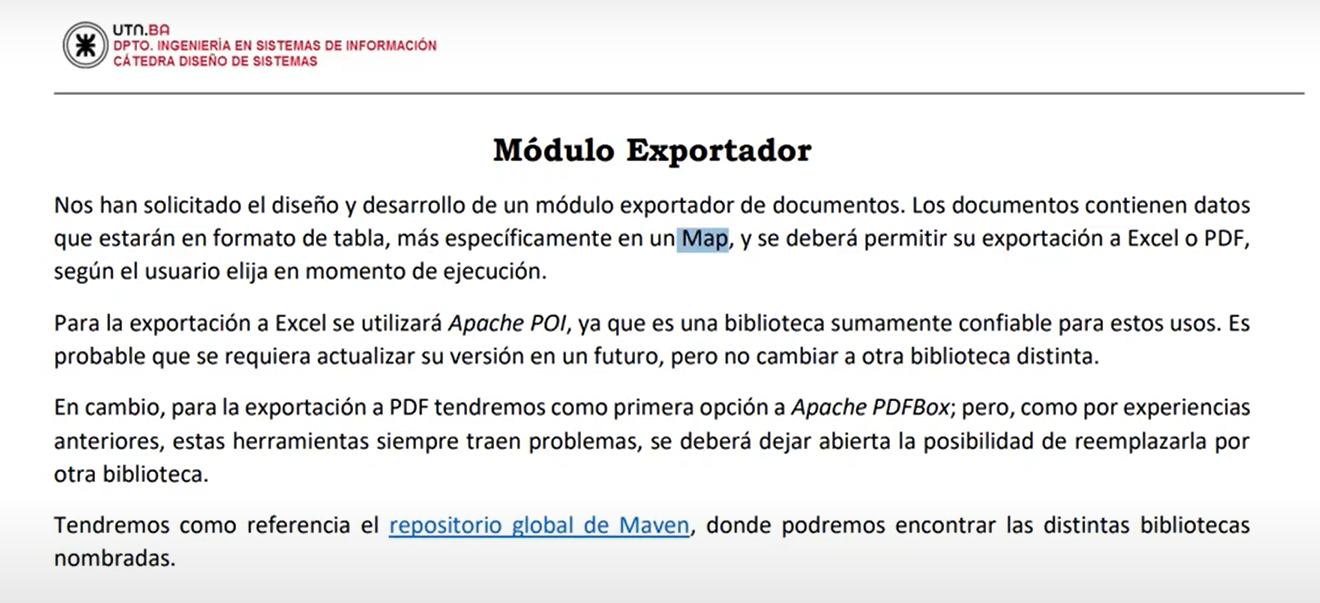 UTN.BA
DPTO. INGENIERÍA EN SISTEMAS DE INFORMACIÓN
CÁTEDRA DISEÑO DE SISTEMAS
Módulo Exportador
Nos han solicitado el diseño y desarrollo de un módulo exportador de documentos. Los documentos contienen datos
que estarán en formato de tabla, más específicamente en un Map, y se deberá permitir su exportación a Excel o PDF,
según el usuario elija en momento de ejecución.
Para la exportación a Excel se utilizará Apache POI, ya que es una biblioteca sumamente confiable para estos usos. Es
probable que se requiera actualizar su versión en un futuro, pero no cambiar a otra biblioteca distinta.
En cambio, para la exportación a PDF tendremos como primera opción a Apache PDFBox; pero, como por experiencias
anteriores, estas herramientas siempre traen problemas, se deberá dejar abierta la posibilidad de reemplazarla por
otra biblioteca.
Tendremos como referencia el repositorio global de Maven, donde podremos encontrar las distintas bibliotecas
nombradas.